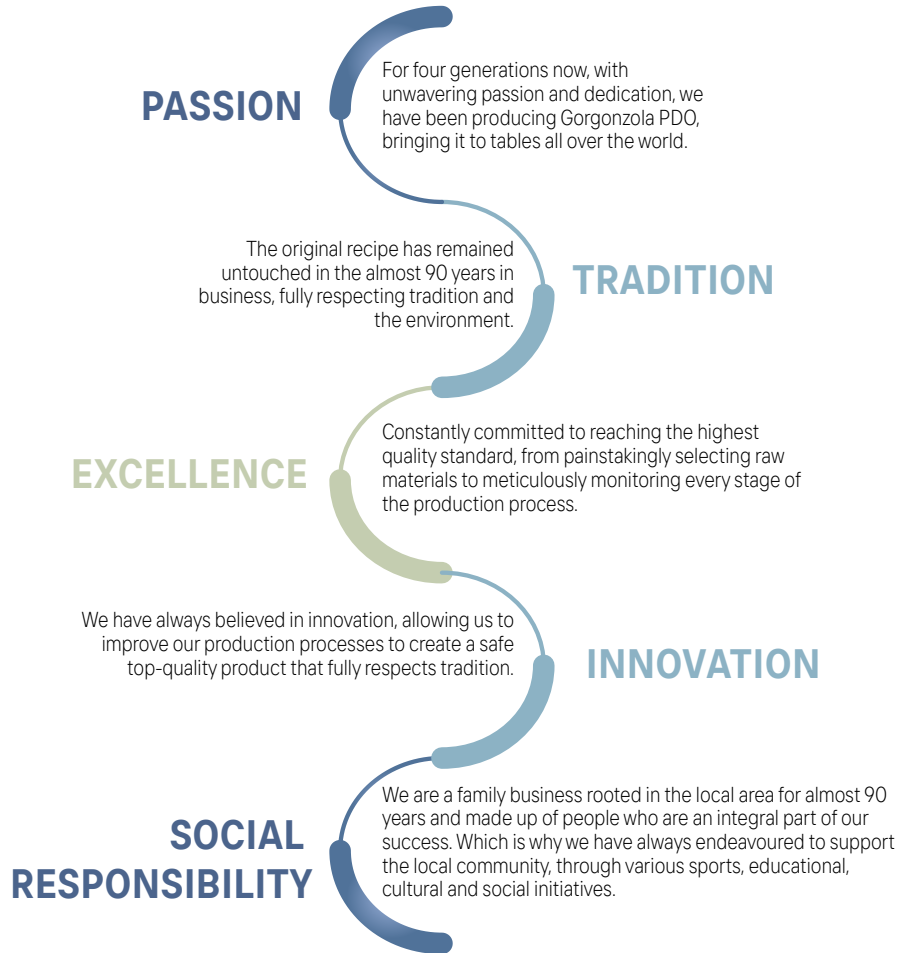 PASSION
For four generations now, with
unwavering passion and dedication, we
have been producing Gorgonzola PDO,
bringing it to tables all over the world.
The original recipe has remained
untouched in the almost 90 years in
business, fully respecting tradition and
the environment.
TRADITION
EXCELLENCE
Constantly committed to reaching the highest
quality standard, from painstakingly selecting raw
materials to meticulously monitoring every stage of
the production process.
We have always believed in innovation, allowing us to
improve our production processes to create a safe
top-quality product that fully respects tradition.
INNOVATION
SOCIAL
RESPONSIBILITY
We are a family business rooted in the local area for almost 90
years and made up of people who are an integral part of our
success. Which is why we have always endeavoured to support
the local community, through various sports, educational,
cultural and social initiatives.